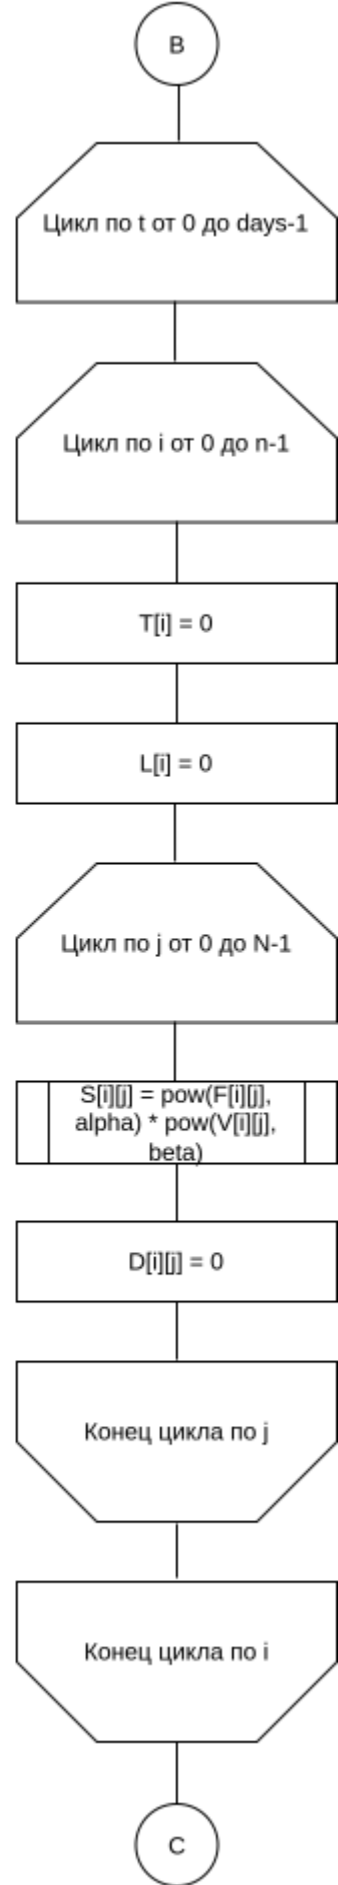 B
Цикл по t от 0 до days-1
Цикл по i от 0 до n-1
T[i] = 0
L[i] = 0
Цикл по j от 0 до N-1
S[i][j] = pow(F[i][j],
alpha) * pow(V[i][j],
beta)
D[i][j] = 0
Конец цикла по j
Конец цикла по i
C